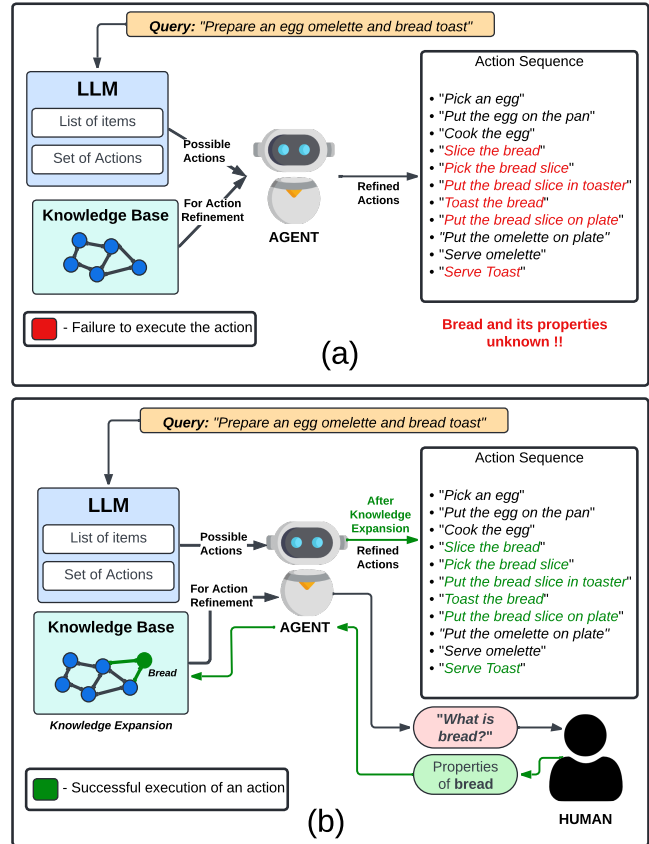 Query: "Prepare an egg omelette and bread toast"
LLM
List of items
Set of Actions
Knowledge Base
Possible
Actions
For Action
Refinement
AGENT
Refined
Actions
Action Sequence
• "Pick an egg"
• "Put the egg on the pan"
• "Cook the egg"
• "Slice the bread"
• "Pick the bread slice"
• "Put the bread slice in toaster"
• "Toast the bread"
• "Put the bread slice on plate"
• "Put the omelette on plate"
• "Serve omelette"
• "Serve Toast"
- Failure to execute the action
Bread and its properties
unknown !!
(a)
Query: "Prepare an egg omelette and bread toast"
LLM
List of items
Set of Actions
Knowledge Base
Bread
Knowledge Expansion
Possible
Actions
For Action
Refinement
AGENT
After
Knowledge
Expansion
Refined
Actions
Action Sequence
• "Pick an egg"
• "Put the egg on the pan"
• "Cook the egg"
• "Slice the bread"
• "Pick the bread slice"
• "Put the bread slice in toaster"
• "Toast the bread"
• "Put the bread slice on plate"
• "Put the omelette on plate"
• "Serve omelette"
• "Serve Toast"
"What is
bread?"
Properties
of bread
HUMAN
- Successful execution of an action
(b)